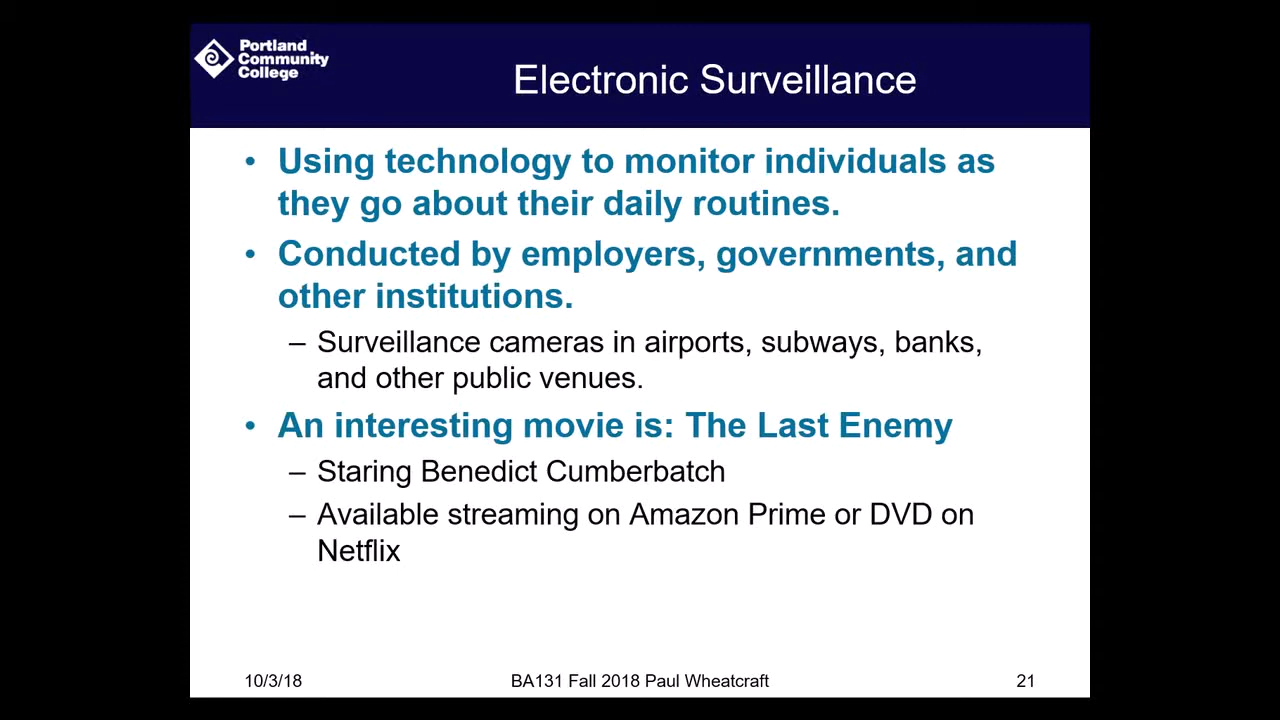 Portland
Community
College
Electronic Surveillance
• Using technology to monitor individuals as
they go about their daily routines.
• Conducted by employers, governments, and
other institutions.
– Surveillance cameras in airports, subways, banks,
and other public venues.
• An interesting movie is: The Last Enemy
– Staring Benedict Cumberbatch
– Available streaming on Amazon Prime or DVD on
Netflix
10/3/18 BA131 Fall 2018 Paul Wheatcraft 21